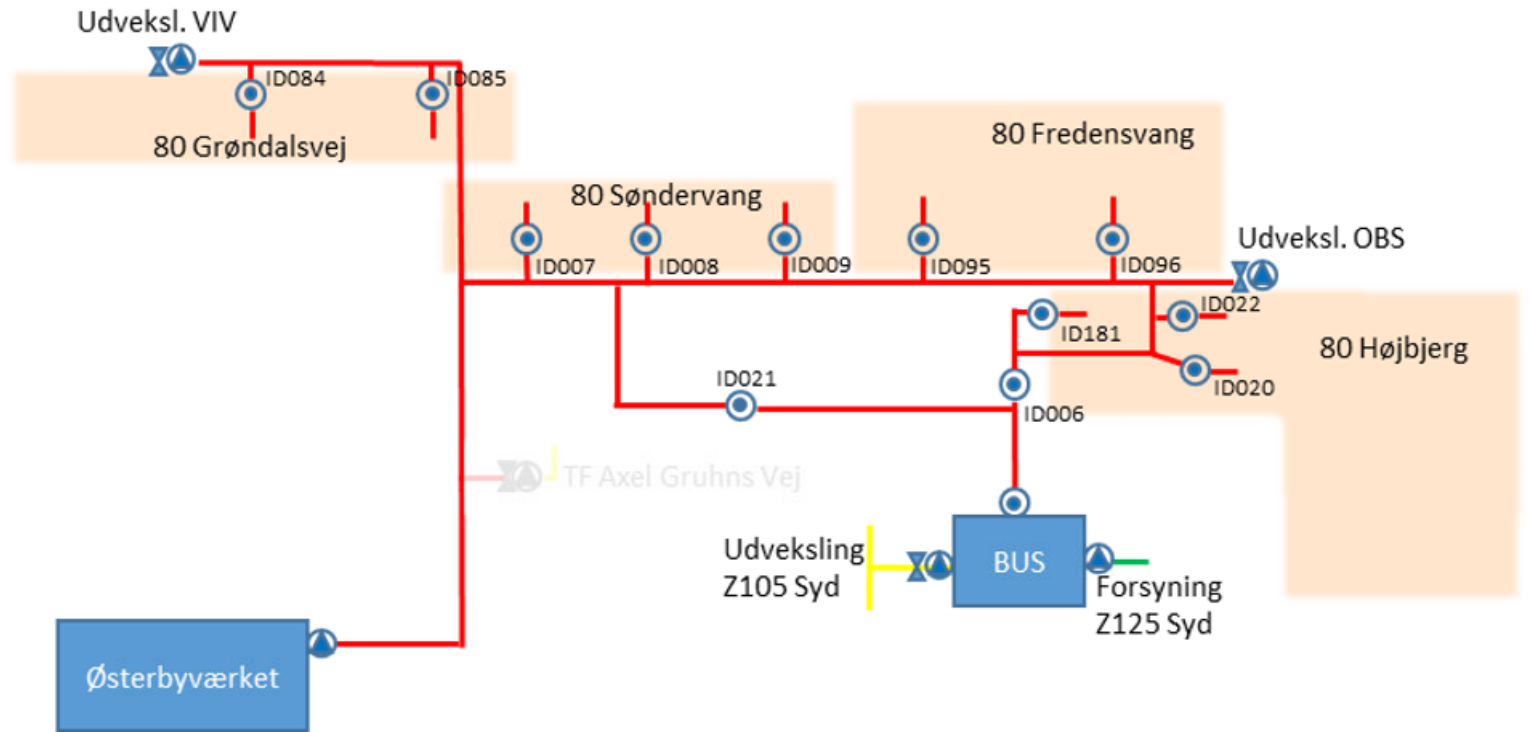 Udveksl. VIV
ID084
ID085
80 Grøndalsvej
80 Fredensvang
80 Søndervang
Udveksl. OBS
ID007
ID008
ID009
ID095
ID096
ID022
ID181
80 Højbjerg
ID021
ID020
ID006
TF Axel Gruhns Vej
Udveksling
Z105 Syd
BUS
Forsyning
Z125 Syd
Østerbyværket